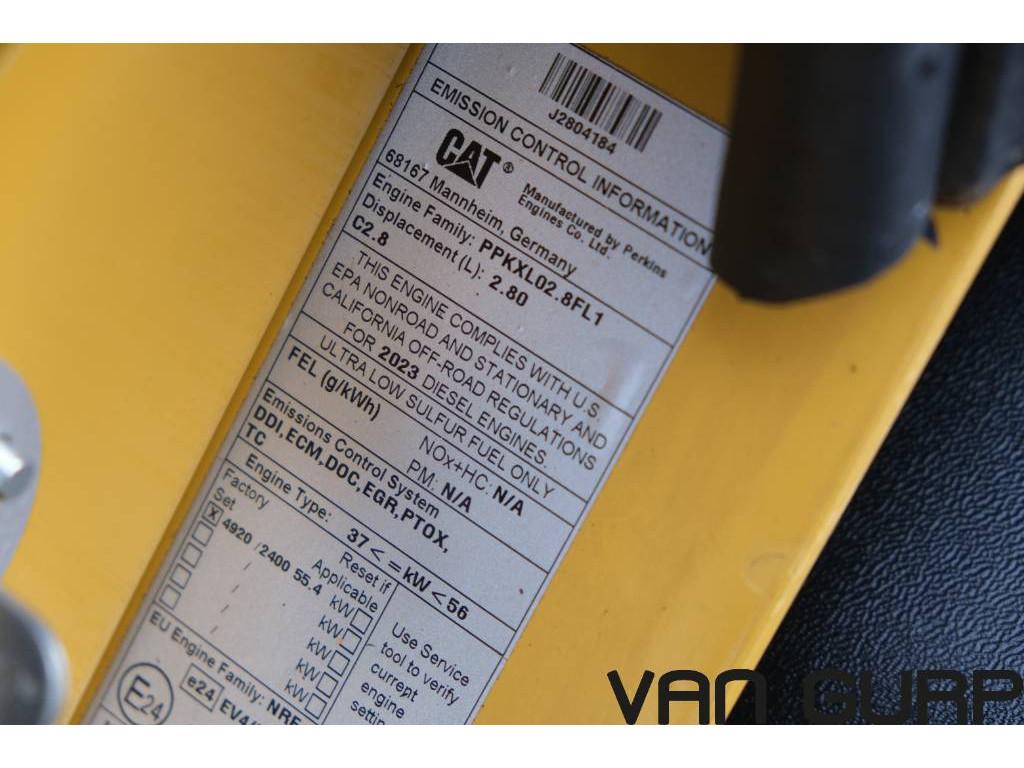 J2804184
EMISSION CONTROL INFORMATION
CAT®
Manufactured by Perkins
Engines Co. Ltd.
68167 Mannheim, Germany
Engine Family: PPKXL02.8FL1
Displacement (L): 2.80
C2.8
THIS ENGINE COMPLIES WITH U.S.
EPA NONROAD AND STATIONARY AND
CALIFORNIA OFF-ROAD REGULATIONS
FOR 2023 DIESEL ENGINES.
ULTRA LOW SULFUR FUEL ONLY
FEL (g/kWh)
NOX+HC: N/A
PM: N/A
Emissions Control System
DDI,ECM,DOC,EGR,PTOX,
TC
Engine Type: 37< =kW <56
Factory
Set
Reset if
Applicable
X 4920 /2400 55.4 kW
/ kW
/ kW
/ kW
kW
Use Service
tool to verify
current
engine
settin
EU Engine Family: NRE
E24
e24 EV4/
VAN GURP